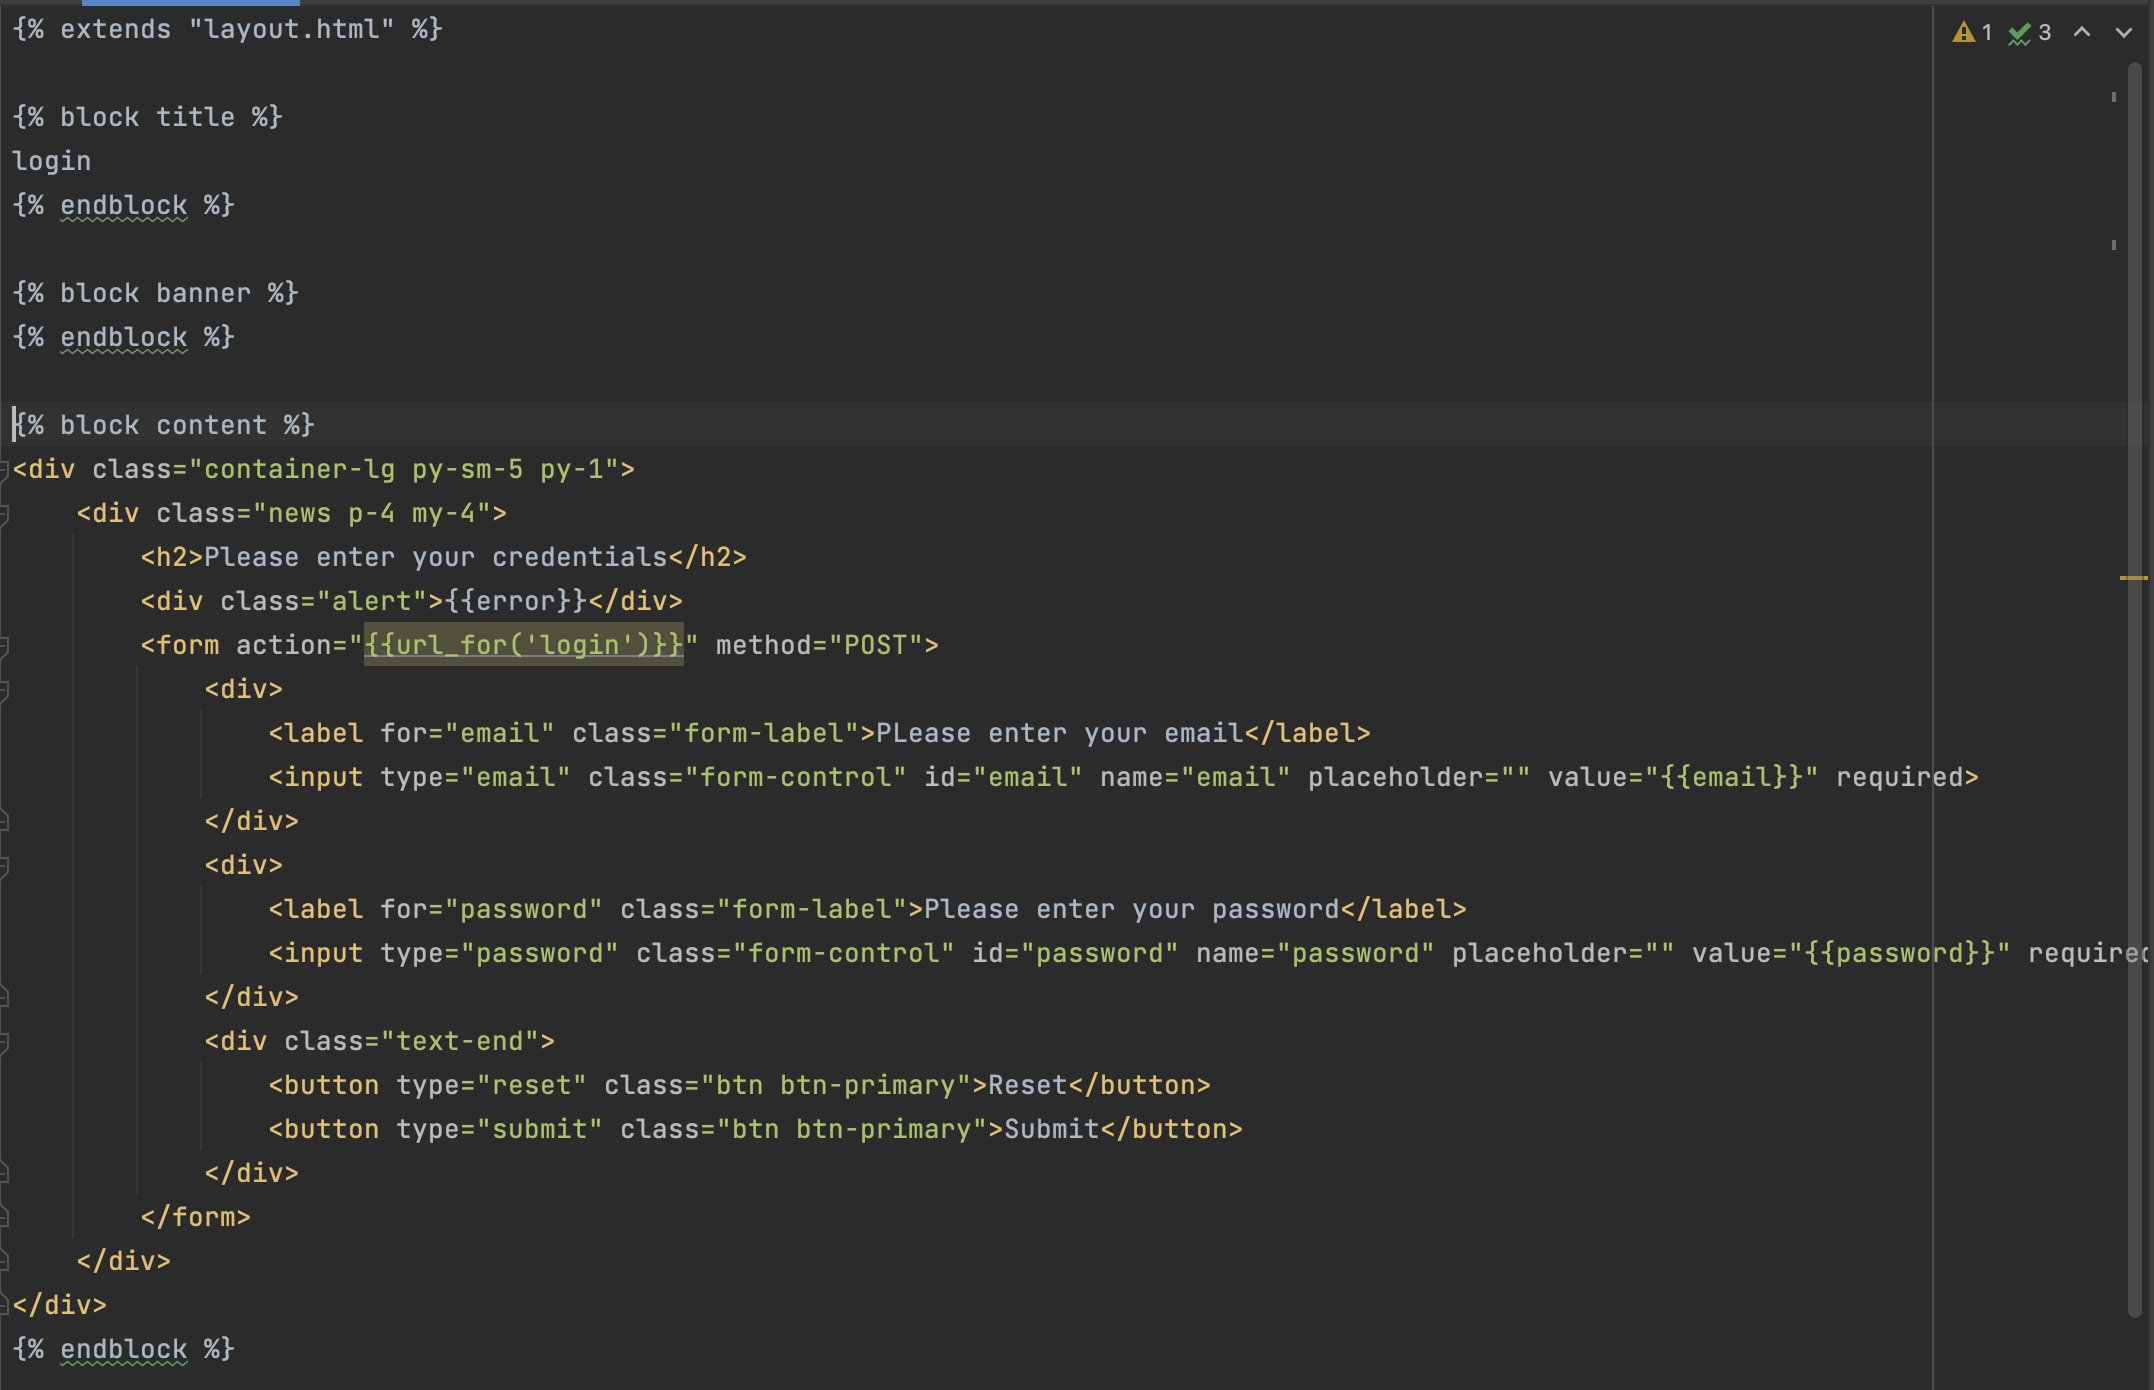 {% extends "layout.html" %}
1 3
{% block title %}
login
{% endblock %}
{% block banner %}
{% endblock %}
{% block content %}
<div class="container-lg py-sm-5 py-1">
<div class="news p-4 my-4">
<h2>Please enter your credentials</h2>
<div class="alert">{{error}}</div>
<form action="{{url_for('login')}}" method="POST">
<div>
<label for="email" class="form-label">PLease enter your email</label>
<input type="email" class="form-control" id="email" name="email" placeholder="" value="{{email}}" required>
</div>
<div>
<label for="password" class="form-label">Please enter your password</label>
<input type="password" class="form-control" id="password" name="password" placeholder="" value="{{password}}" required
</div>
<div class="text-end">
<button type="reset" class="btn btn-primary">Reset</button>
<button type="submit" class="btn btn-primary">Submit</button>
</div>
</form>
</div>
</div>
{% endblock %}